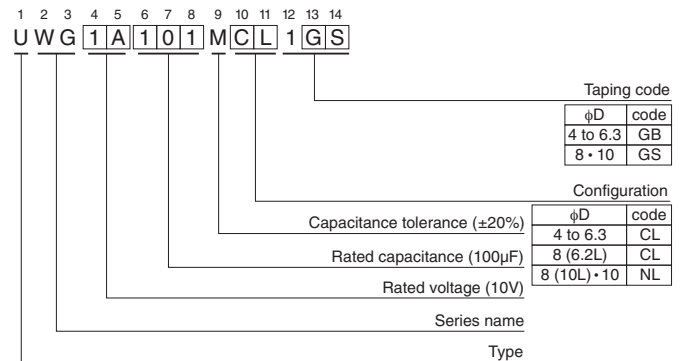 1 2 3 4 5 6 7 8 9 10 11 12 13 14
U W G 1 A 1 0 1 M C L 1 G S
Taping code
ϕD code
4 to 6.3 GB
8 • 10 GS
Configuration
ϕD code
4 to 6.3 CL
8 (6.2L) CL
8 (10L) • 10 NL
Capacitance tolerance (±20%)
Rated capacitance (100µF)
Rated voltage (10V)
Series name
Type